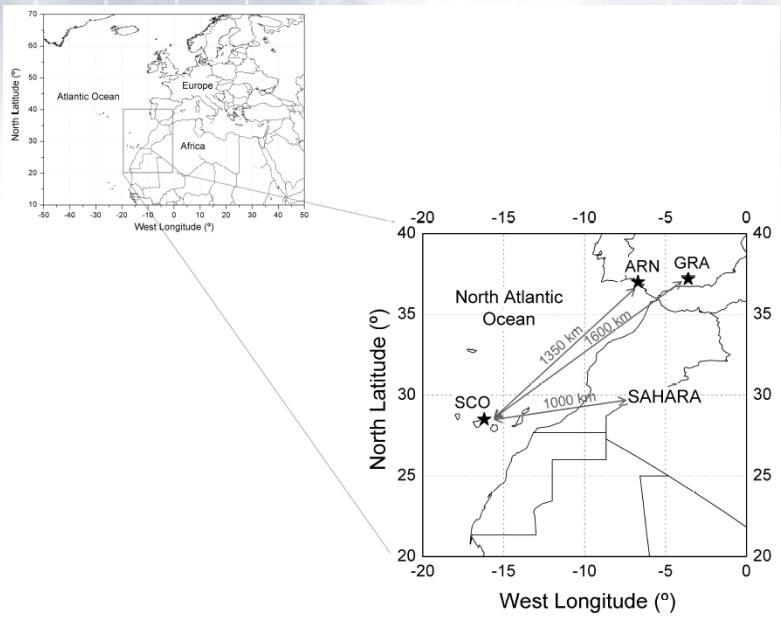 70
60
50
40
30
20
10
North Latitude (º)
Atlantic Ocean
Europe
Africa
-50 -40 -30 -20 -10 0 10 20 30 40 50
West Longitude (º)
-20 -15 -10 -5 0
40 40
35 35
30 30
25 25
20 20
North Latitude (º)
ARN GRA
North Atlantic
Ocean
1350 km
1600 km
SCO
1000 km
SAHARA
-20 -15 -10 -5 0
West Longitude (º)